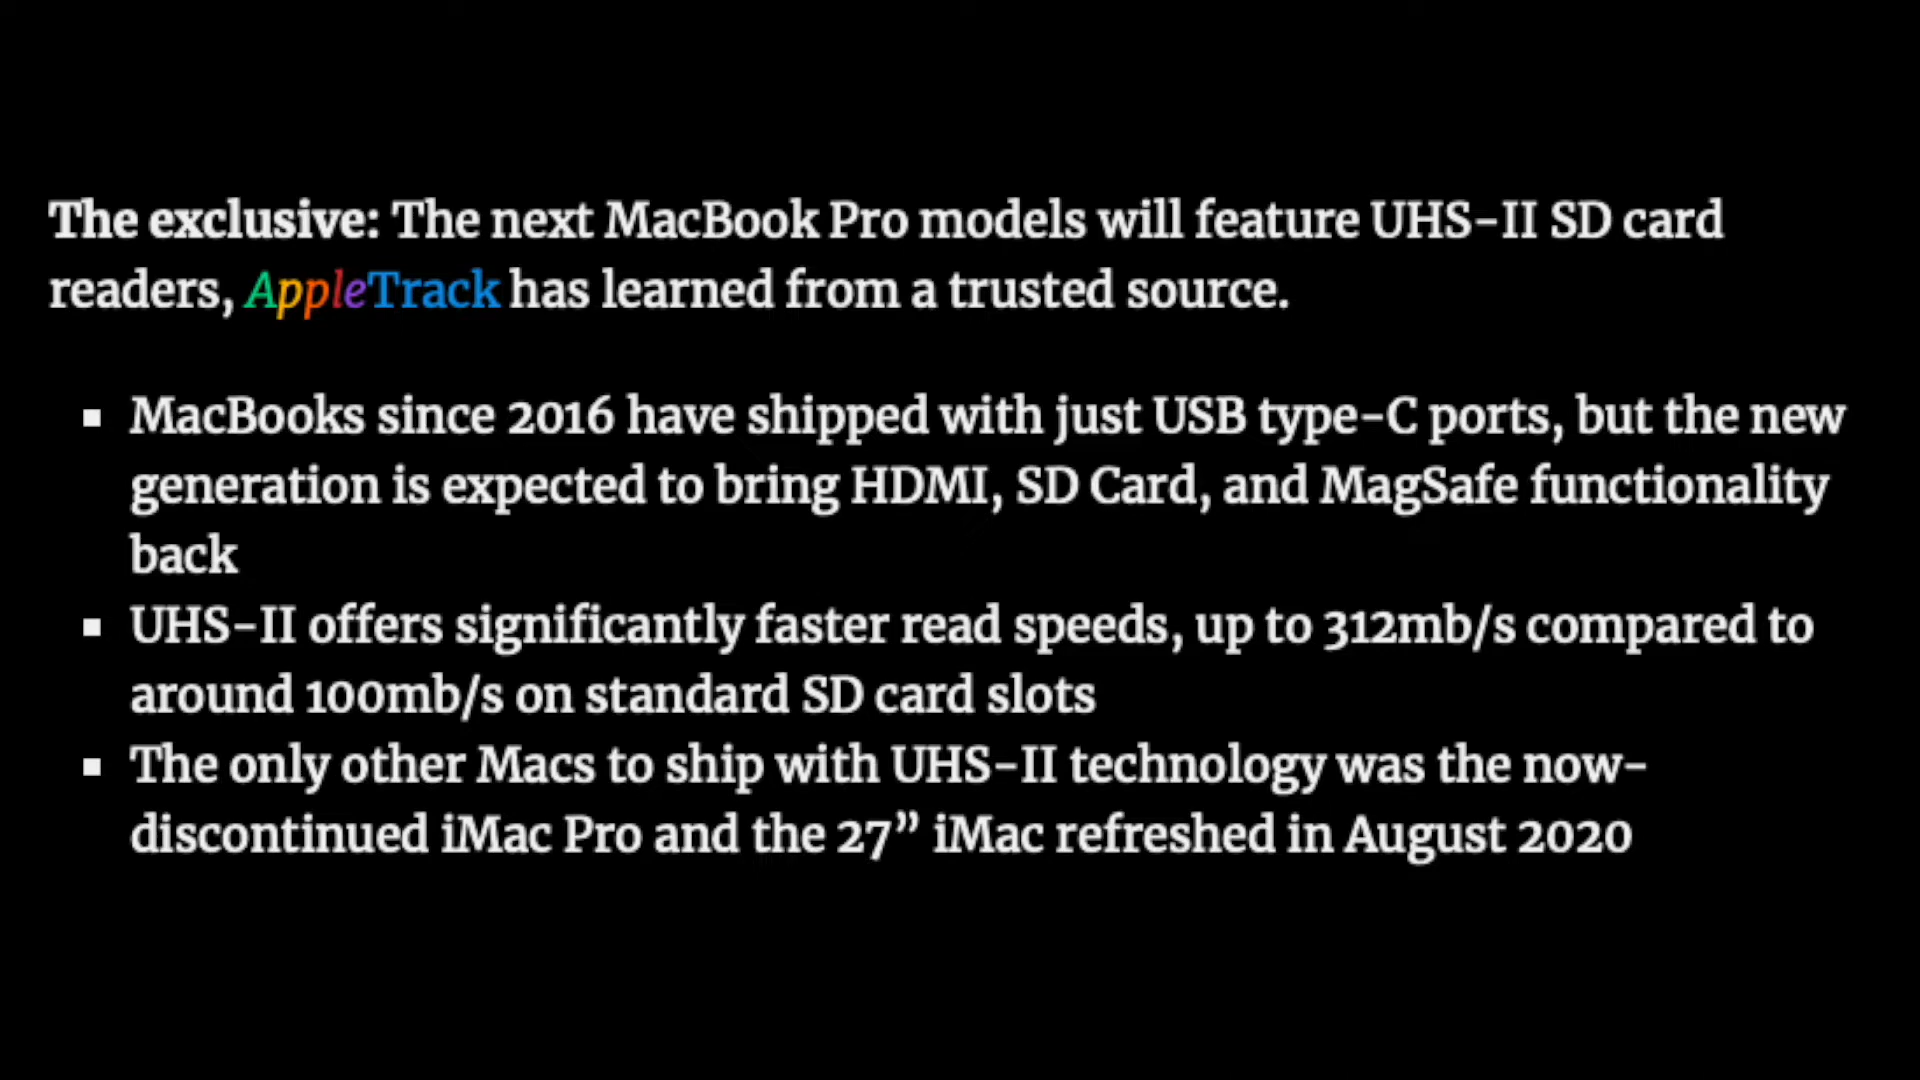 The exclusive: The next MacBook Pro models will feature UHS-II SD card
readers, AppleTrack has learned from a trusted source.
▪ MacBooks since 2016 have shipped with just USB type-C ports, but the new
generation is expected to bring HDMI, SD Card, and MagSafe functionality
back
▪ UHS-II offers significantly faster read speeds, up to 312mb/s compared to
around 100mb/s on standard SD card slots
▪ The only other Macs to ship with UHS-II technology was the now-
discontinued iMac Pro and the 27” iMac refreshed in August 2020